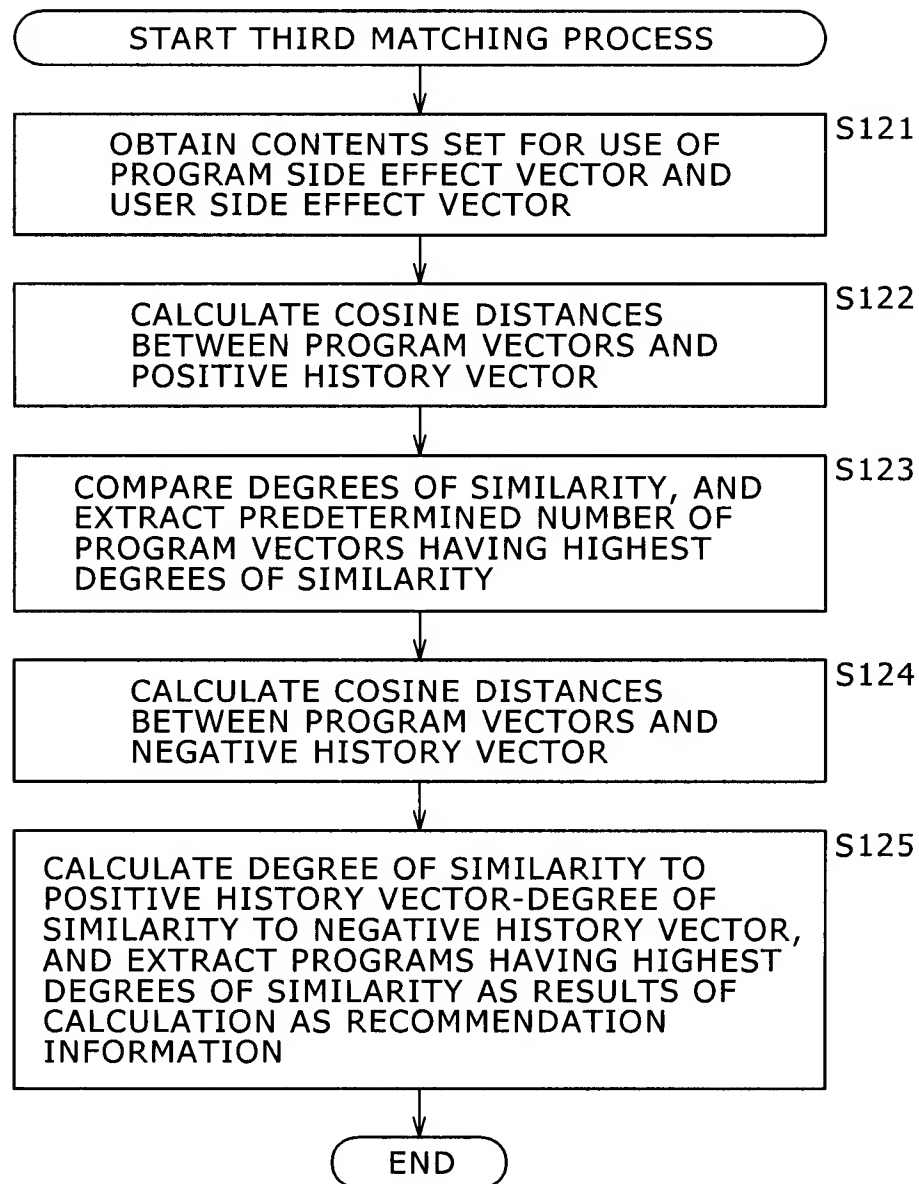 START THIRD MATCHING PROCESS
S121
OBTAIN CONTENTS SET FOR USE OF
PROGRAM SIDE EFFECT VECTOR AND
USER SIDE EFFECT VECTOR
S122
CALCULATE COSINE DISTANCES
BETWEEN PROGRAM VECTORS AND
POSITIVE HISTORY VECTOR
S123
COMPARE DEGREES OF SIMILARITY, AND
EXTRACT PREDETERMINED NUMBER OF
PROGRAM VECTORS HAVING HIGHEST
DEGREES OF SIMILARITY
S124
CALCULATE COSINE DISTANCES
BETWEEN PROGRAM VECTORS AND
NEGATIVE HISTORY VECTOR
S125
CALCULATE DEGREE OF SIMILARITY TO
POSITIVE HISTORY VECTOR-DEGREE OF
SIMILARITY TO NEGATIVE HISTORY VECTOR,
AND EXTRACT PROGRAMS HAVING HIGHEST
DEGREES OF SIMILARITY AS RESULTS OF
CALCULATION AS RECOMMENDATION
INFORMATION
END